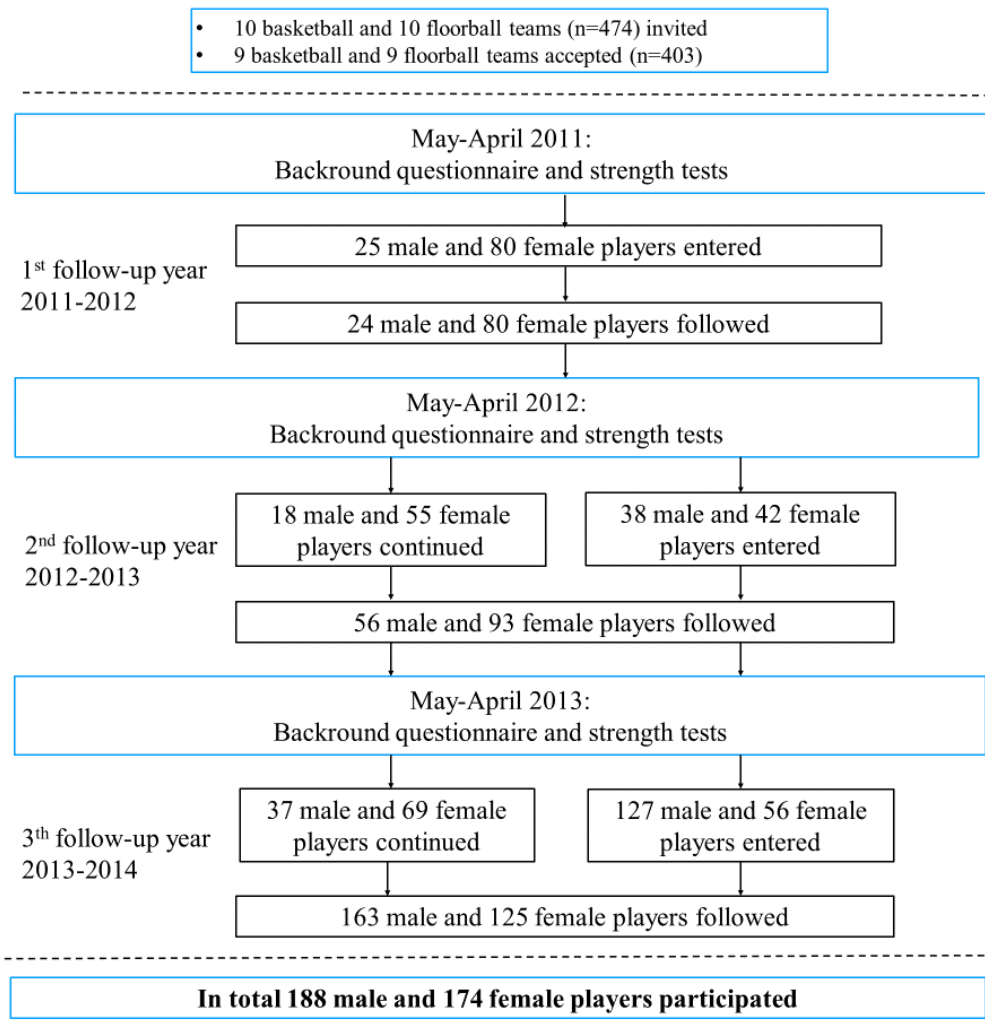 • 10 basketball and 10 floorball teams (n=474) invited
• 9 basketball and 9 floorball teams accepted (n=403)
May-April 2011:
Backround questionnaire and strength tests
25 male and 80 female players entered
1st follow-up year
2011-2012
24 male and 80 female players followed
May-April 2012:
Backround questionnaire and strength tests
18 male and 55 female
players continued
38 male and 42 female
players entered
2nd follow-up year
2012-2013
56 male and 93 female players followed
May-April 2013:
Backround questionnaire and strength tests
37 male and 69 female
players continued
127 male and 56 female
players entered
3th follow-up year
2013-2014
163 male and 125 female players followed
In total 188 male and 174 female players participated